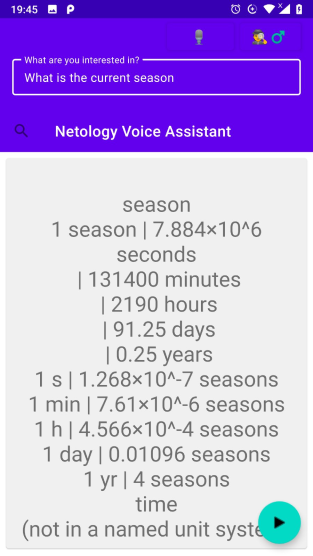 19:45
What are you interested in?
What is the current season
Netology Voice Assistant
season
1 season | 7.884×10^6
seconds
| 131400 minutes
| 2190 hours
| 91.25 days
| 0.25 years
1 s | 1.268×10^-7 seasons
1 min | 7.61×10^-6 seasons
1 h | 4.566×10^-4 seasons
1 day | 0.01096 seasons
1 yr | 4 seasons
time
(not in a named unit